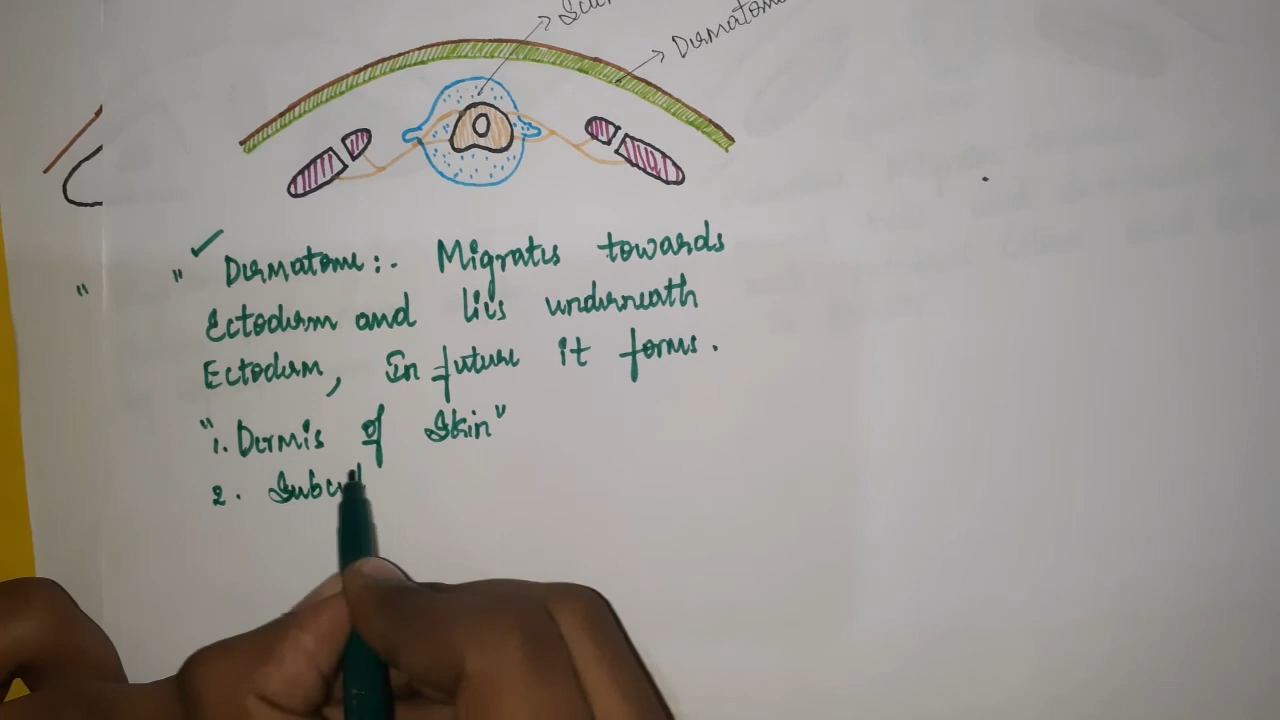 Dermatome
" Dermatome :- Migrates towards
Ectoderm and lies underneath
Ectoderm, In future it forms.
"1. Dermis of Skin"
2.